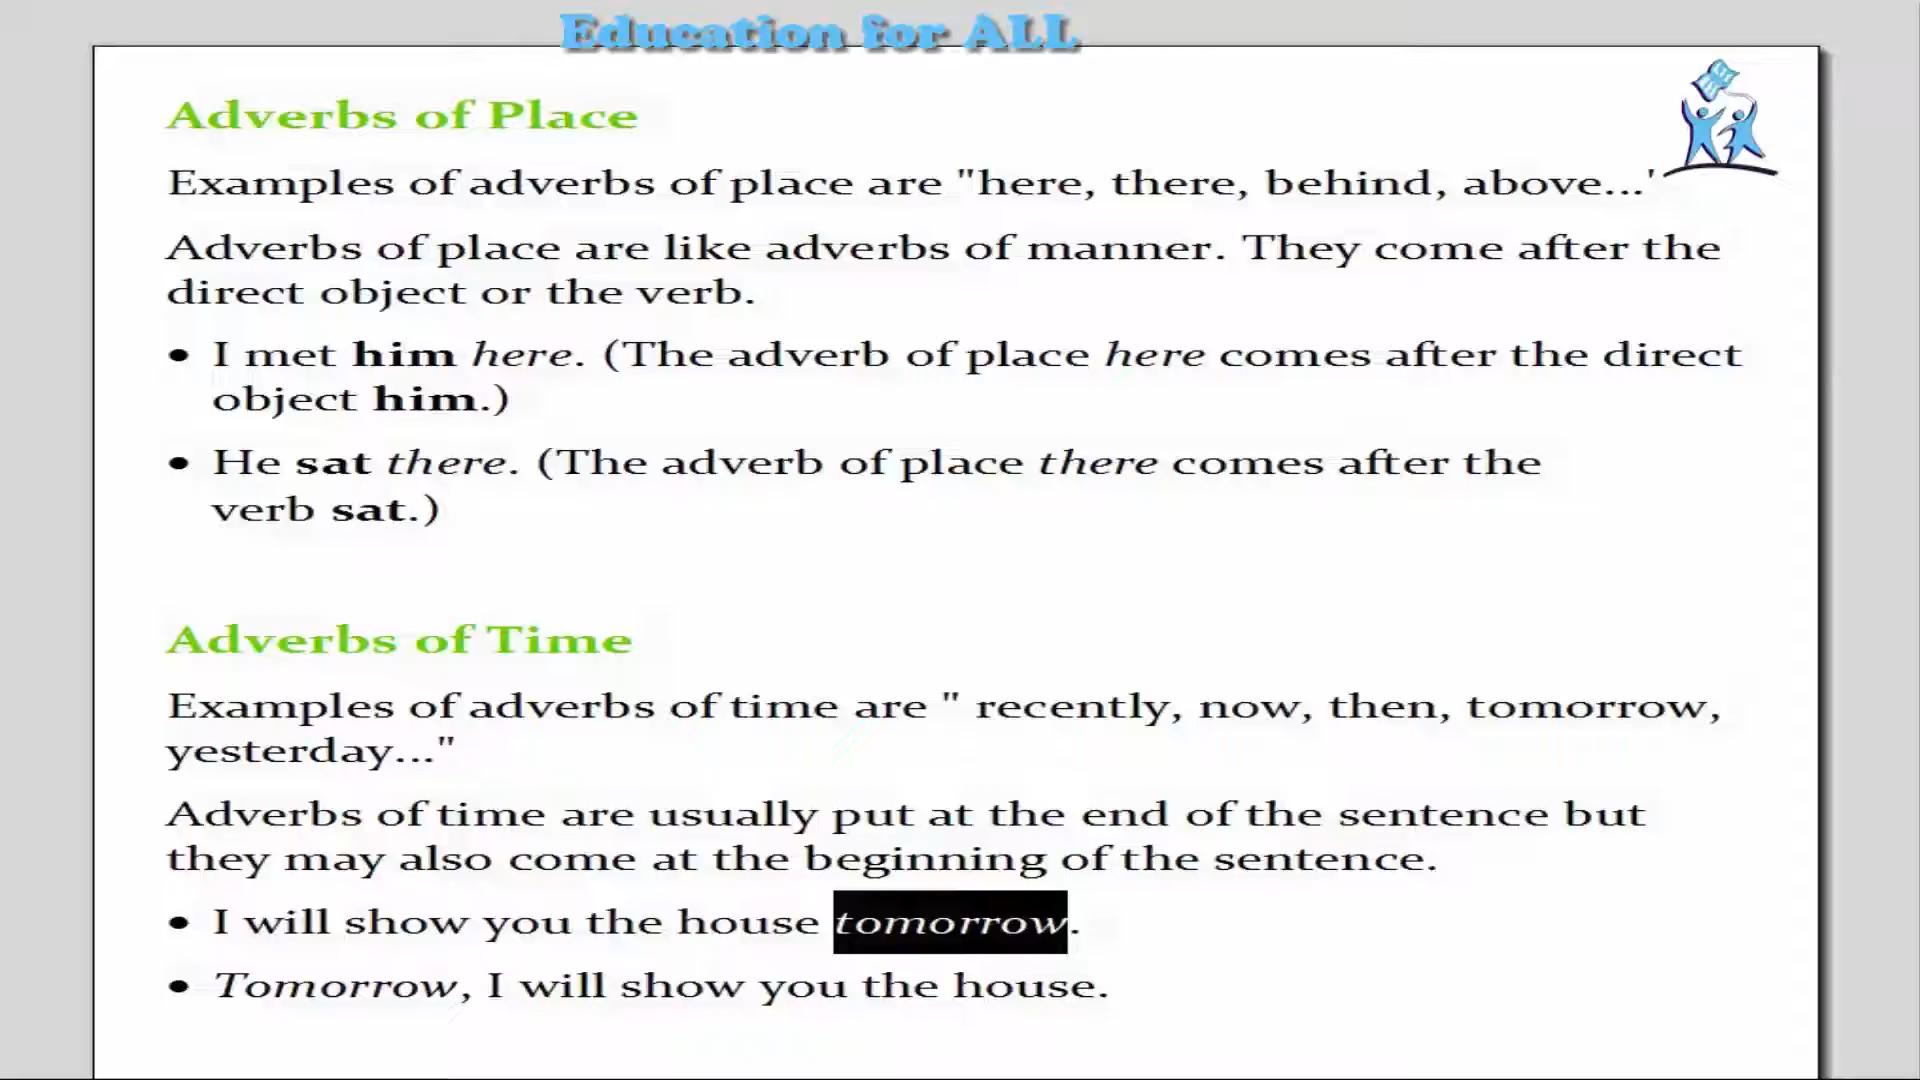 Education for ALL
Adverbs of Place
Examples of adverbs of place are "here, there, behind, above...'
Adverbs of place are like adverbs of manner. They come after the
direct object or the verb.
• I met him here. (The adverb of place here comes after the direct
object him.)
• He sat there. (The adverb of place there comes after the
verb sat.)
Adverbs of Time
Examples of adverbs of time are " recently, now, then, tomorrow,
yesterday..."
Adverbs of time are usually put at the end of the sentence but
they may also come at the beginning of the sentence.
• I will show you the house tomorrow.
• Tomorrow, I will show you the house.